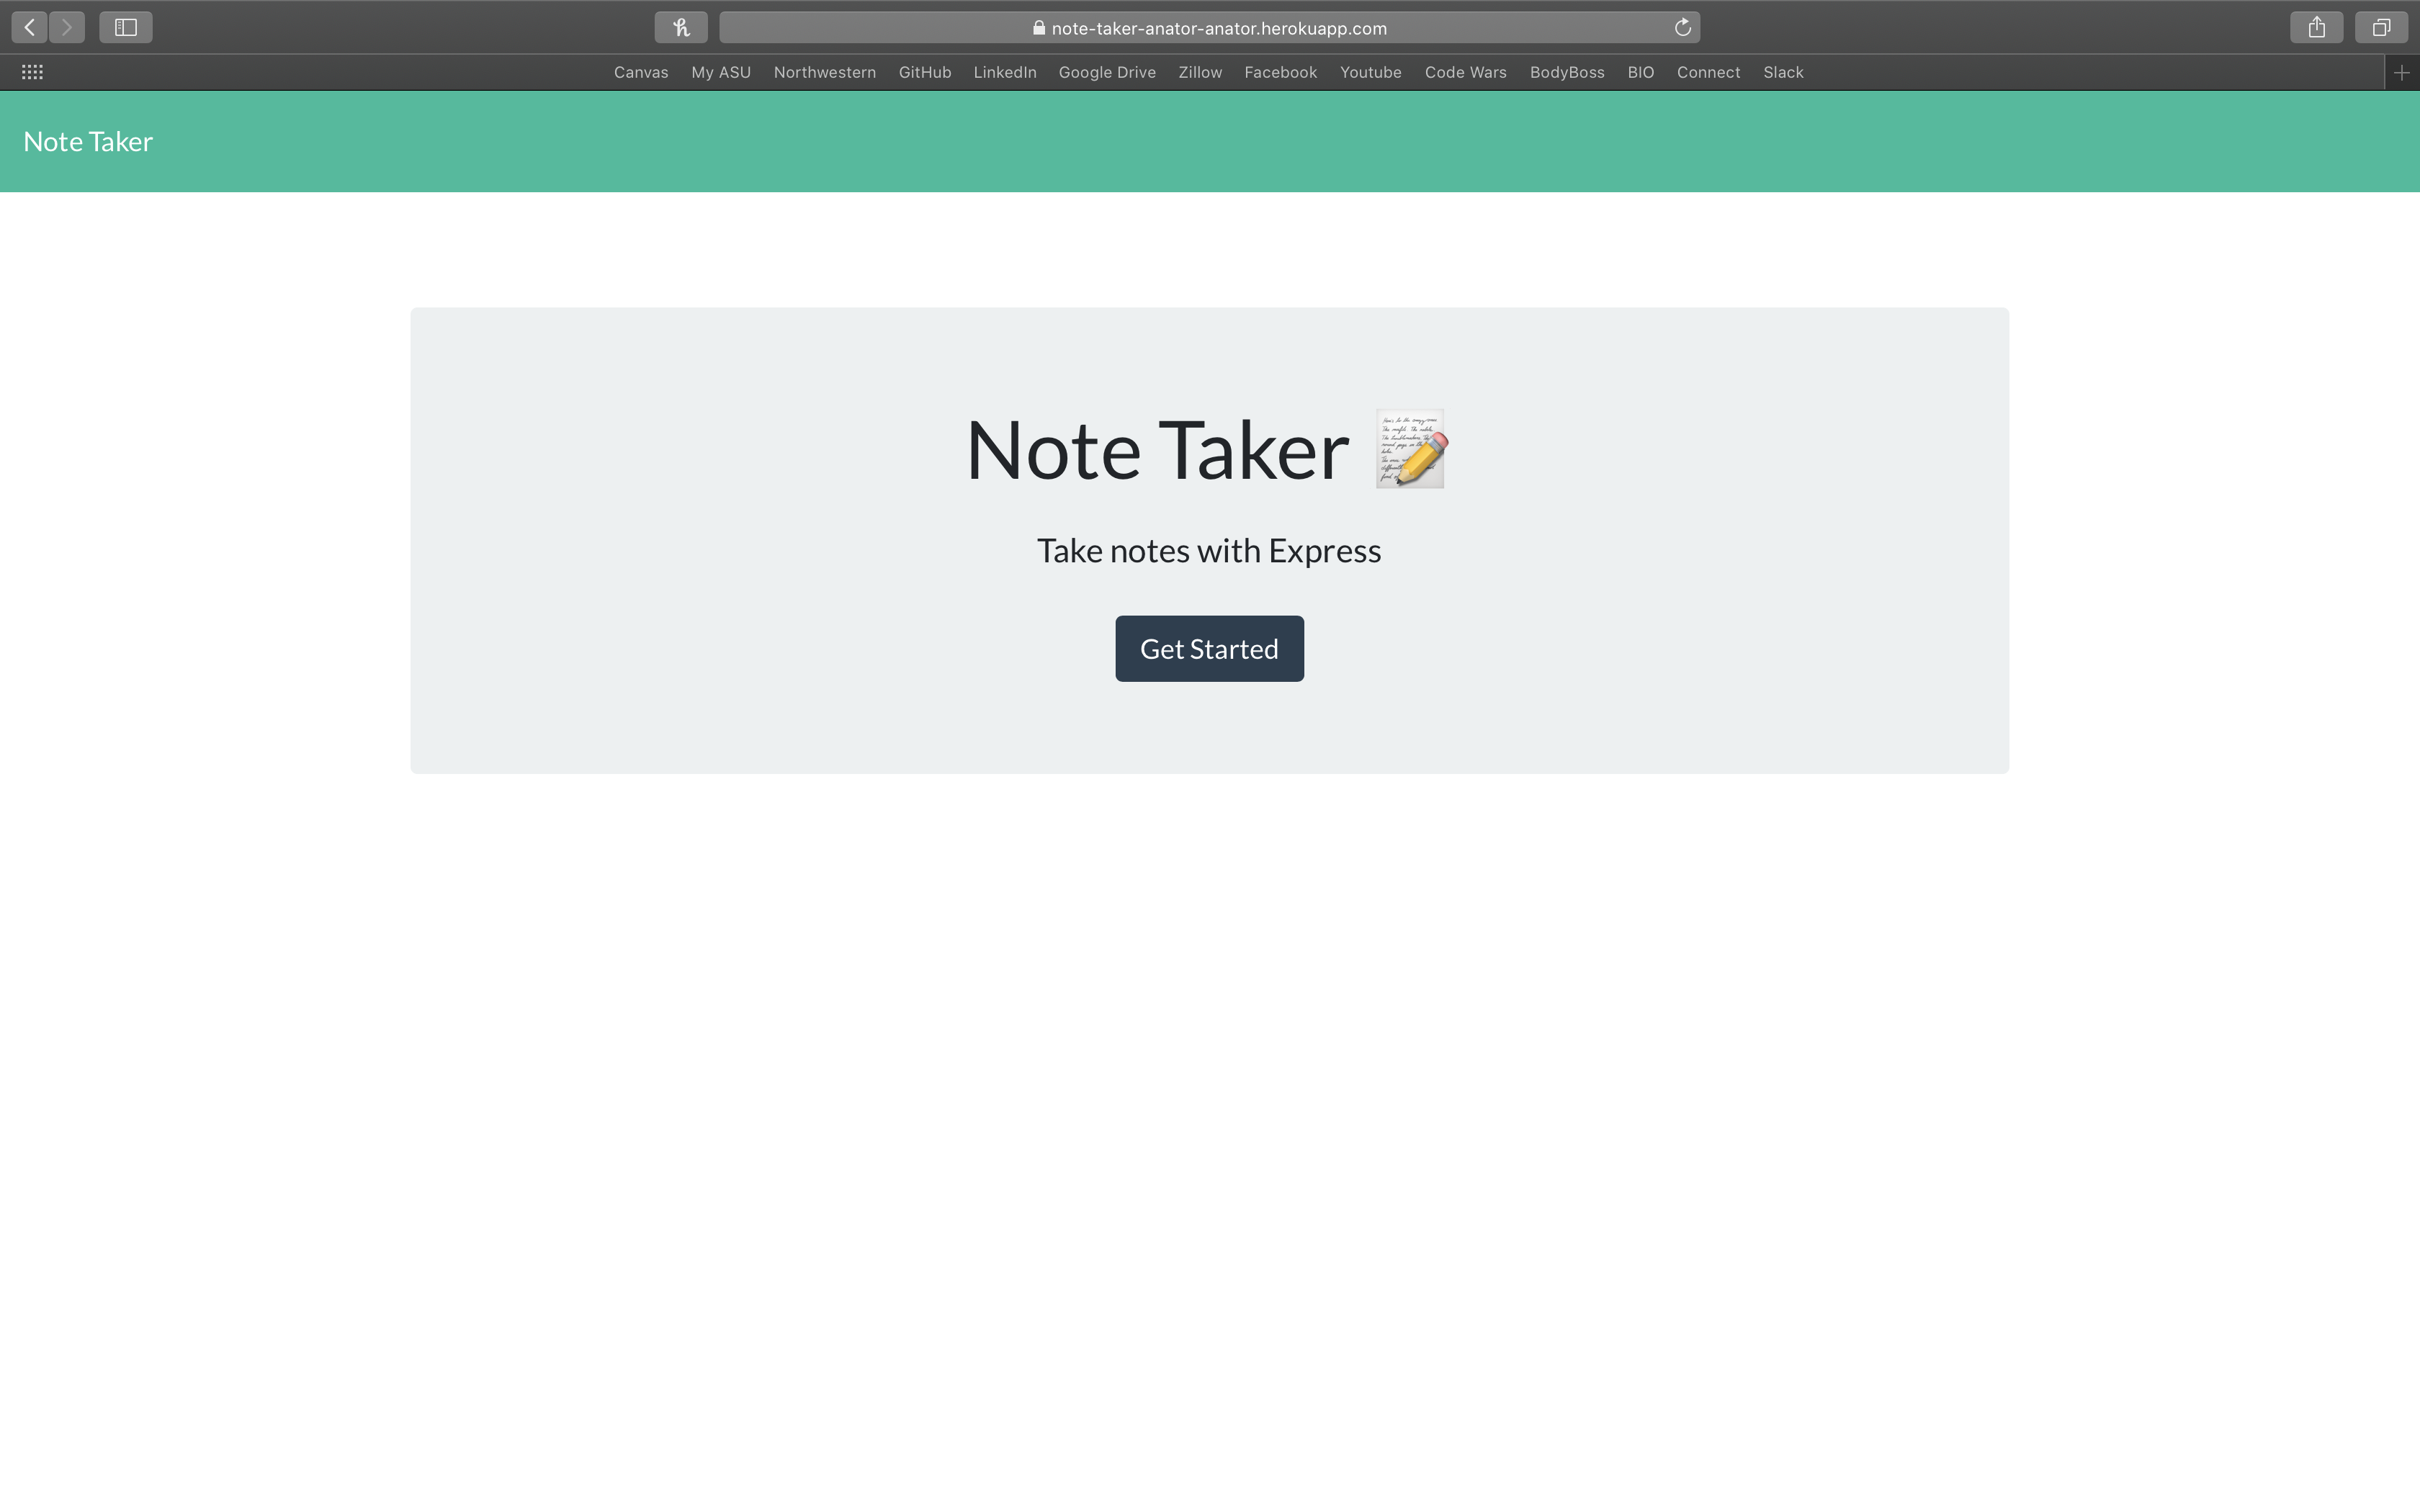 note-taker-anator-anator.herokuapp.com
Canvas My ASU Northwestern GitHub LinkedIn Google Drive Zillow Facebook Youtube Code Wars BodyBoss BIO Connect Slack
Note Taker
Note Taker
Take notes with Express
Get Started